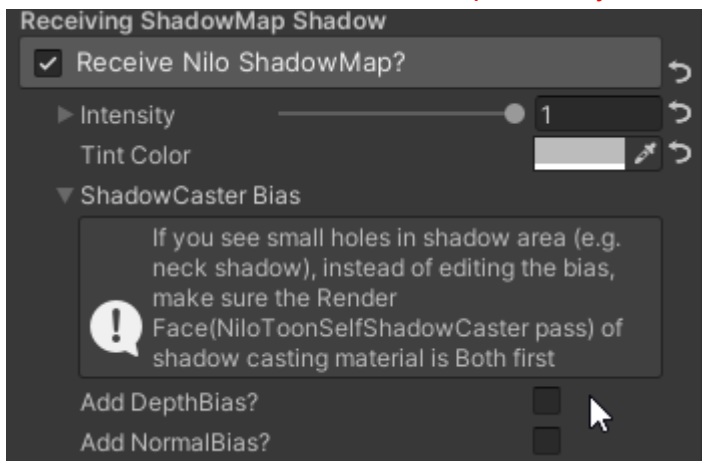 Receiving ShadowMap Shadow
Receive Nilo ShadowMap?
Intensity 1
Tint Color
ShadowCaster Bias
If you see small holes in shadow area (e.g.
neck shadow), instead of editing the bias,
make sure the Render
Face(NiloToonSelfShadowCaster pass) of
shadow casting material is Both first
Add DepthBias?
Add NormalBias?